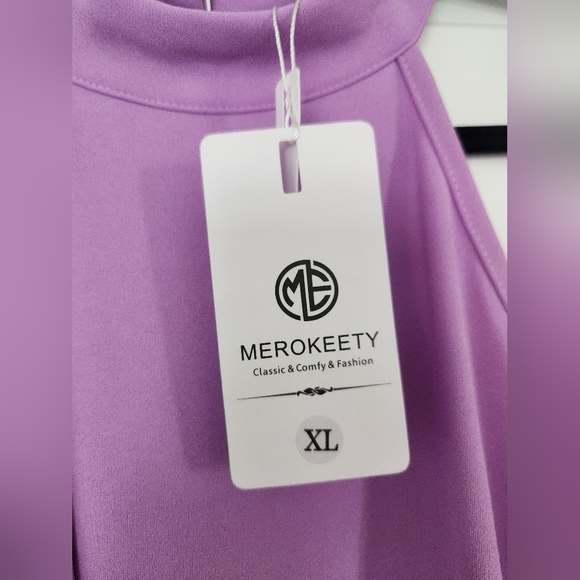 ME
MEROKEETY
Classic & Comfy & Fashion
XL